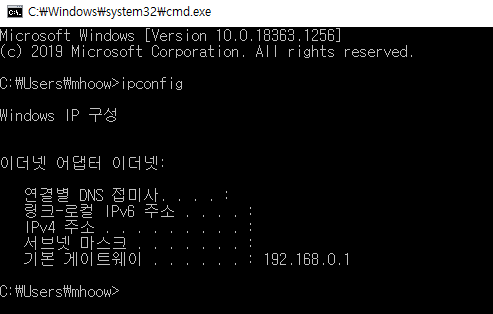 C:₩Windows₩system32₩cmd.exe
Microsoft Windows [Version 10.0.18363.1256]
(c) 2019 Microsoft Corporation. All rights reserved.
C:₩Users₩mhoow>ipconfig
Windows IP 구성
이더넷 어댑터 이더넷:
연결별 DNS 접미사. . . . :
링크-로컬 IPv6 주소 . . . . :
IPv4 주소 . . . . . . . . . :
서브넷 마스크 . . . . . . . :
기본 게이트웨이 . . . . . . : 192.168.0.1
C:₩Users₩mhoow>